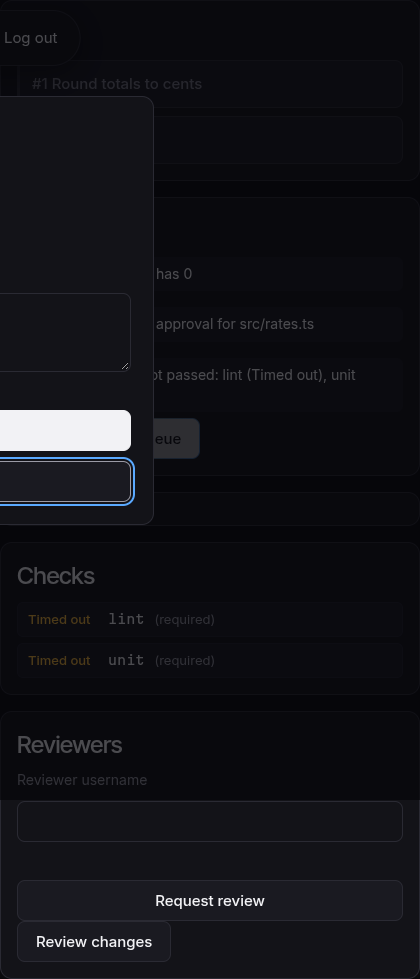 Log out
#1 Round totals to cents
has 0
approval for src/rates.ts
ot passed: lint (Timed out), unit
eue
Checks
Timed out lint (required)
Timed out unit (required)
Reviewers
Reviewer username
Request review
Review changes